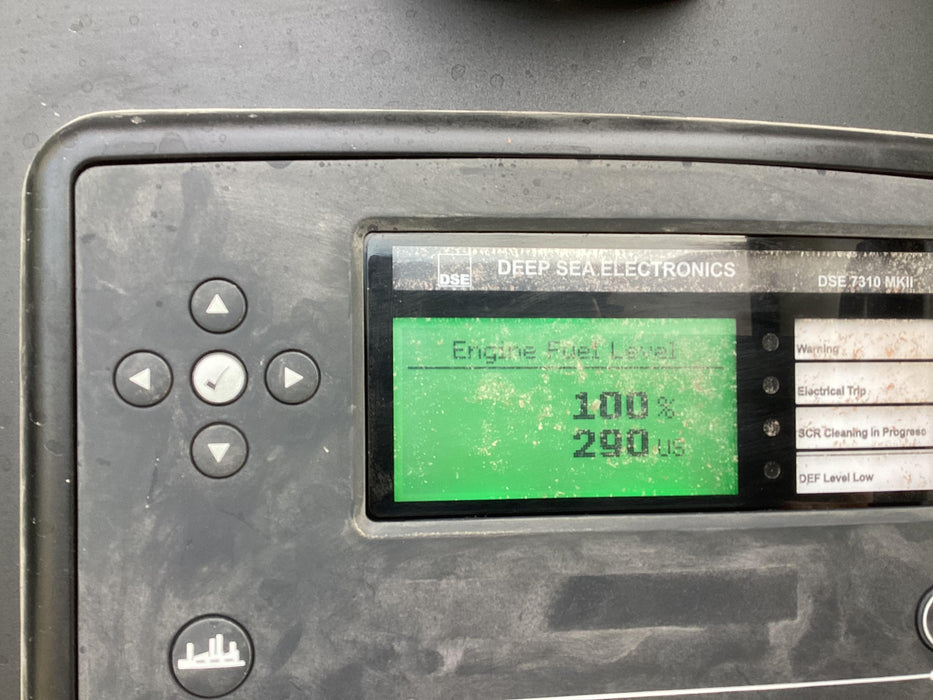 DSE
DEEP SEA ELECTRONICS
DSE 7310 MKII
Engine Fuel Level
100 %
290 US
Warning
Electrical Trip
SCR Cleaning in Progress
DEF Level Low